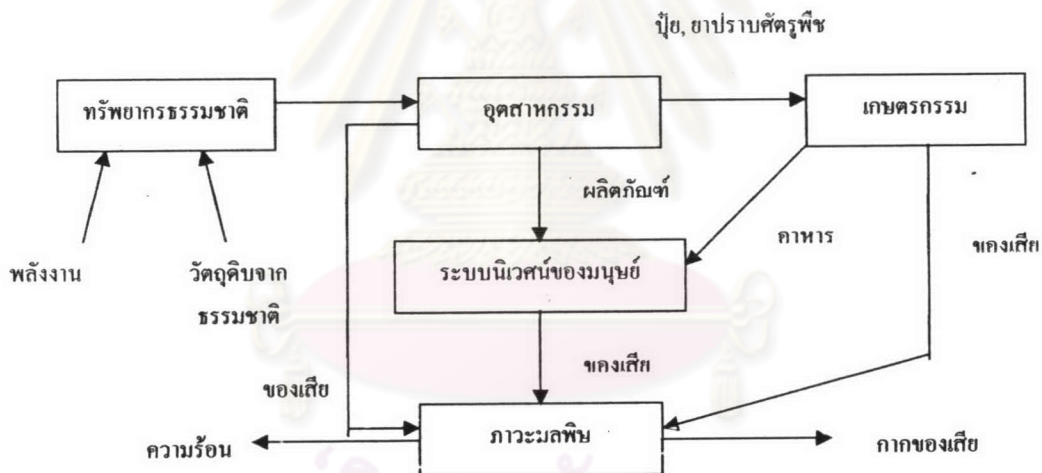 ปุ๋ย, ยาปราบศัตรูพืช
ทรัพยากรธรรมชาติ
อุตสาหกรรม
เกษตรกรรม
ผลิตภัณฑ์
อาหาร
ของเสีย
พลังงาน
วัตถุดิบจาก
ธรรมชาติ
ระบบนิเวศน์ของมนุษย์
ของเสีย
ของเสีย
ภาวะมลพิษ
ความร้อน
กากของเสีย